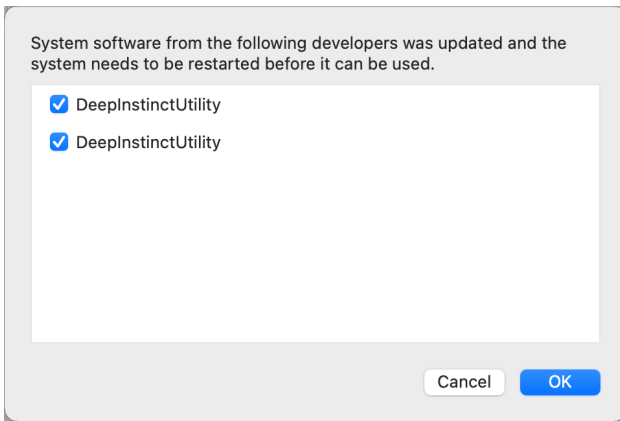 System software from the following developers was updated and the
system needs to be restarted before it can be used.
DeepInstinctUtility
DeepInstinctUtility
Cancel
OK